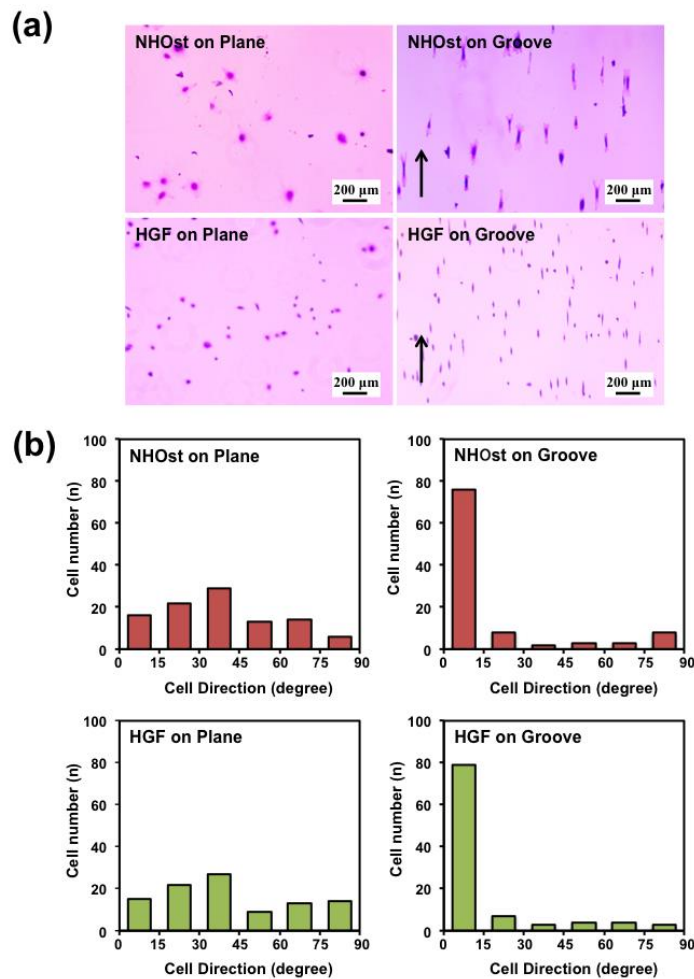 (a)
NHOst on Plane
NHOst on Groove
200 µm
200 µm
HGF on Plane
HGF on Groove
200 µm
200 µm
(b)
NHOst on Plane
Cell number (n)
100
80
60
40
20
0
0 15 30 45 60 75 90
Cell Direction (degree)
NHOst on Groove
Cell number (n)
100
80
60
40
20
0
0 15 30 45 60 75 90
Cell Direction (degree)
HGF on Plane
Cell number (n)
100
80
60
40
20
0
0 15 30 45 60 75 90
Cell Direction (degree)
HGF on Groove
Cell number (n)
100
80
60
40
20
0
0 15 30 45 60 75 90
Cell Direction (degree)